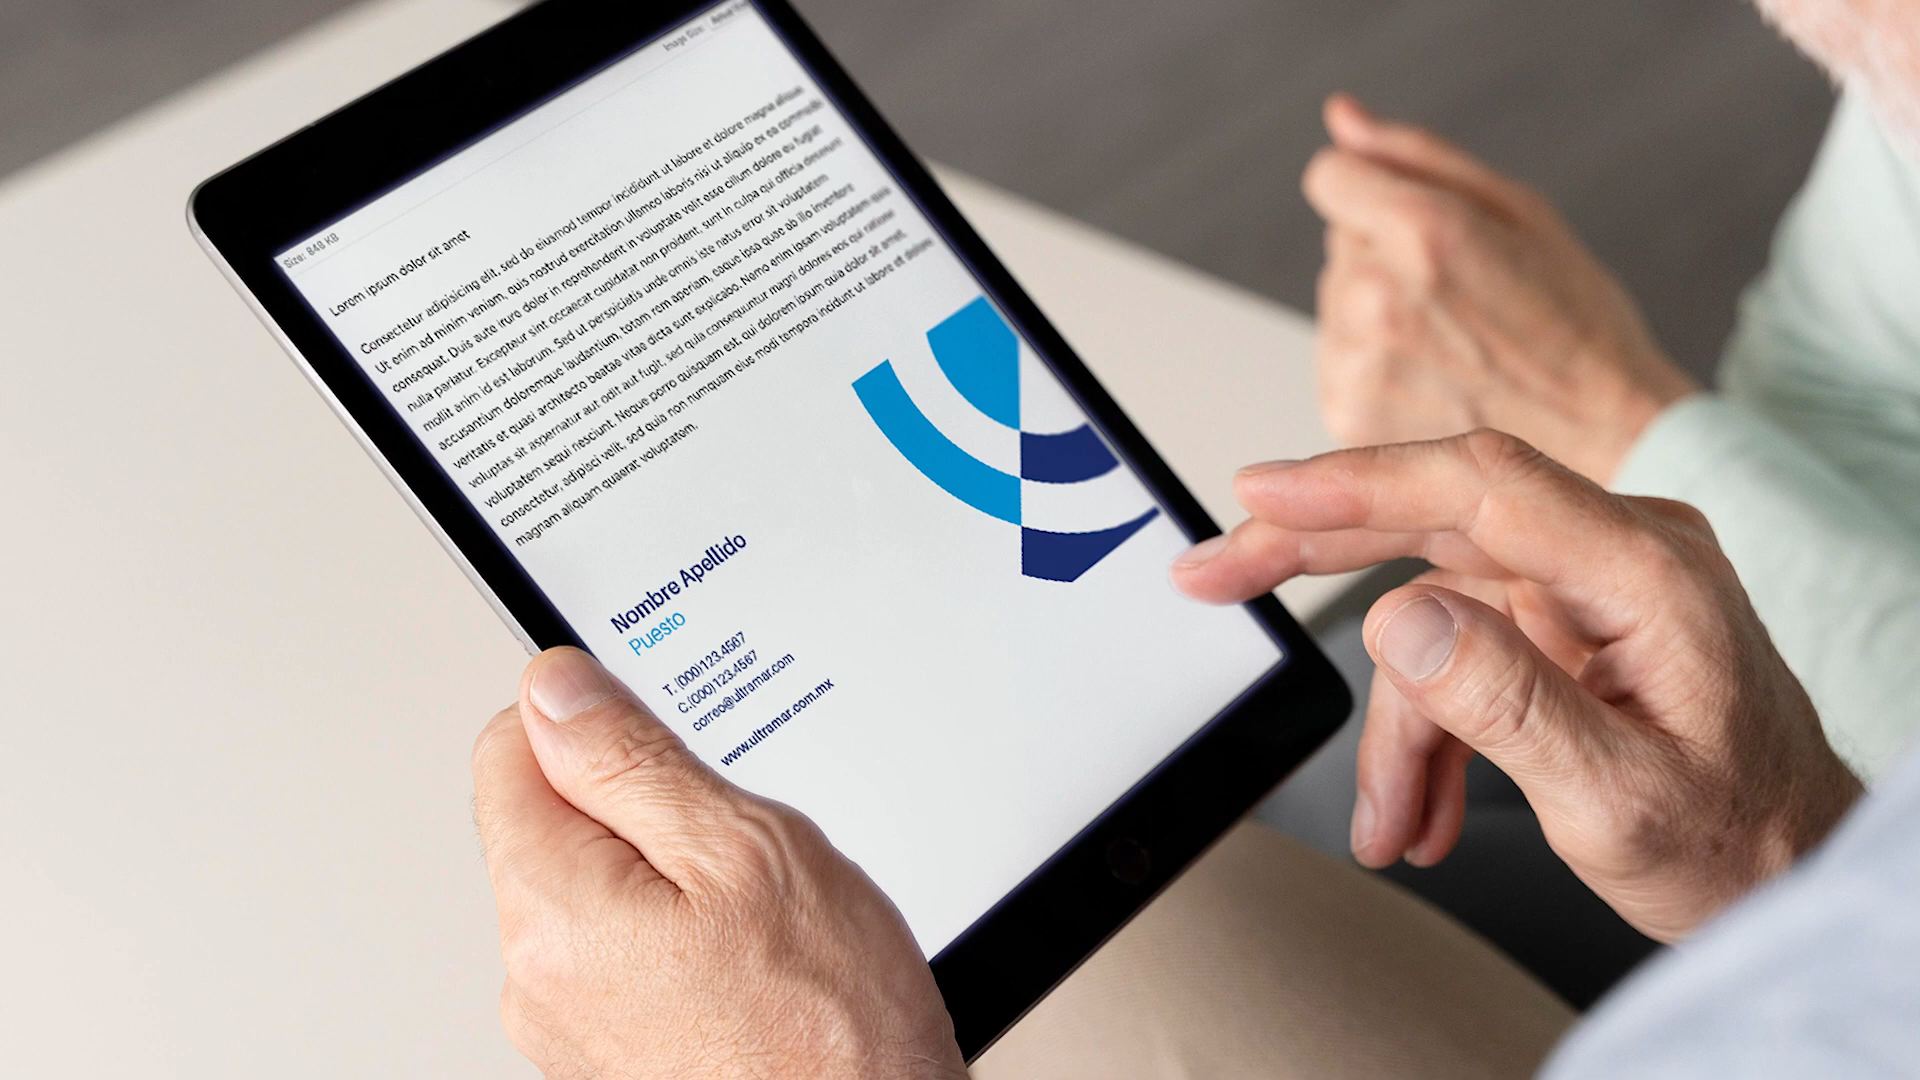 Image Size:
Size: 848 KB
Lorem ipsum dolor sit amet
Consectetur adipisicing elit, sed do eiusmod tempor incididunt ut labore et dolore magna aliqua.
Ut enim ad minim veniam, quis nostrud exercitation ullamco laboris nisi ut aliquip ex ea commodo
consequat. Duis aute irure dolor in reprehenderit in voluptate velit esse cillum dolore eu fugiat
nulla pariatur. Excepteur sint occaecat cupidatat non proident, sunt in culpa qui officia deserunt
mollit anim id est laborum. Sed ut perspiciatis unde omnis iste natus error sit voluptatem
accusantium doloremque laudantium, totam rem aperiam, eaque ipsa quae ab illo inventore
veritatis et quasi architecto beatae vitae dicta sunt explicabo. Nemo enim ipsam voluptatem quia
voluptas sit aspernatur aut odit aut fugit, sed quia consequuntur magni dolores eos qui ratione
voluptatem sequi nesciunt. Neque porro quisquam est, qui dolorem ipsum quia dolor sit amet,
consectetur, adipisci velit, sed quia non numquam eius modi tempora incidunt ut labore et dolore
magnam aliquam quaerat voluptatem.
Nombre Apellido
Puesto
T. (000)123.4567
C.(000)123.4567
correo@ultramar.com
www.ultramar.com.mx